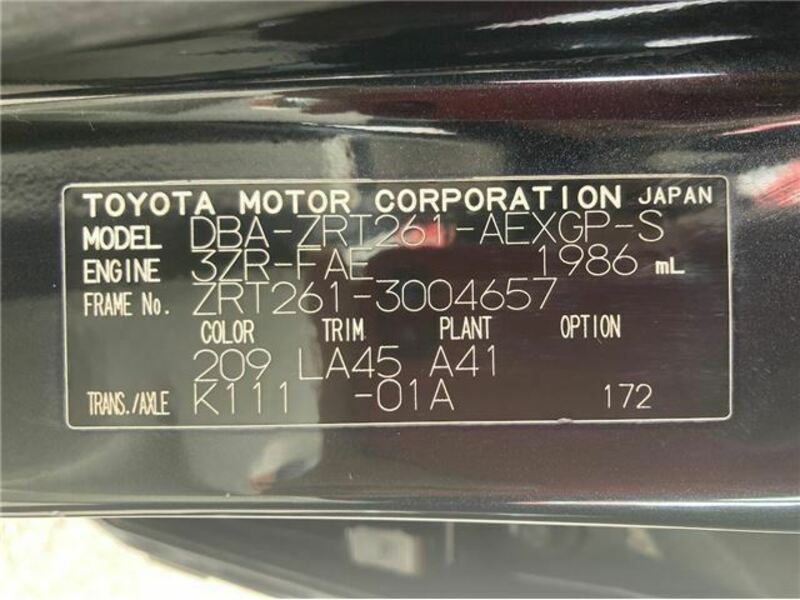 TOYOTA MOTOR CORPORATION JAPAN
MODEL DBA-ZRT261-AEXGP-S
ENGINE 3ZR-FAE 1986 mL
FRAME No. ZRT261-3004657
COLOR TRIM PLANT OPTION
209 LA45 A41
TRANS./AXLE K111 -01A 172